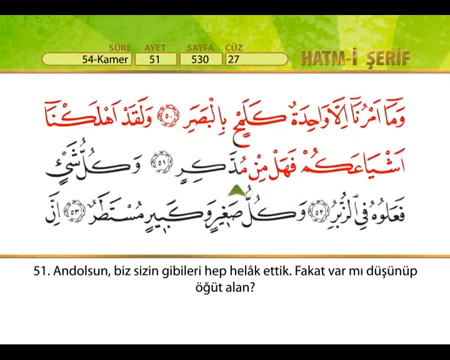 SÛRE AYET SAYFA CÜZ
54-Kamer 51 530 27 HATM-İ ŞERİF
وَمَا اَمْرُنَٓا اِلَّا وَاحِدَةٌ كَلَمْحٍ بِالْبَصَرِ ﴿٥٠﴾ وَلَقَدْ اَهْلَكْنَٓا
اَشْيَاعَكُمْ فَهَلْ مِنْ مُدَّكِرٍ ﴿٥١﴾ وَكُلُّ شَيْءٍ
فَعَلُوهُ فِي الزُّبُرِ ﴿٥٢﴾ وَكُلُّ صَغِيرٍ وَكَبِيرٍ مُسْتَطَرٌ ﴿٥٣﴾ اِنَّ
51. Andolsun, biz sizin gibileri hep helâk ettik. Fakat var mı düşünüp
öğüt alan?